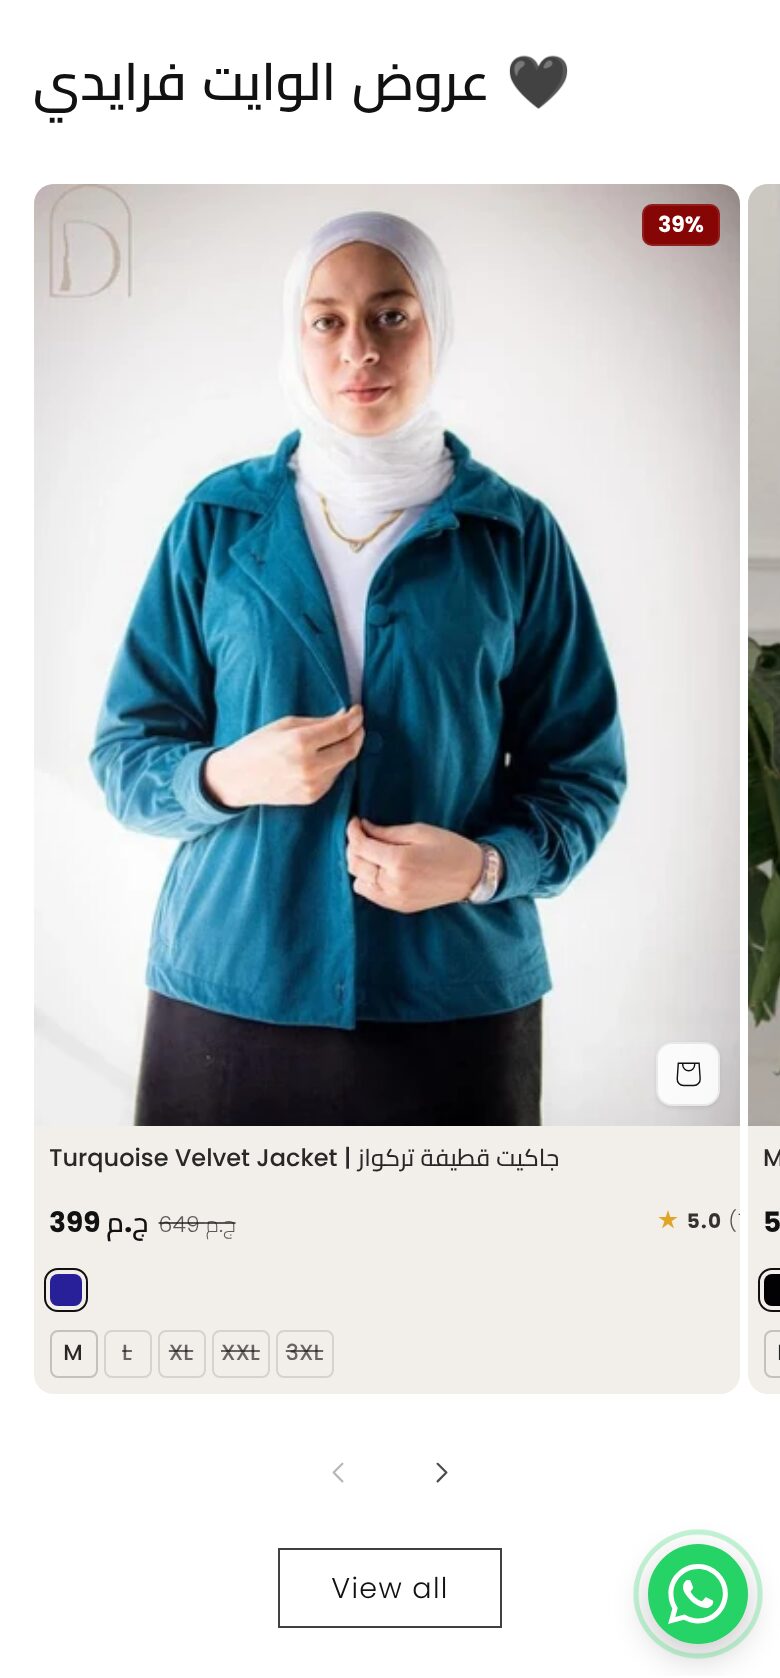 عروض الوايت فرايدي 🖤
39%
D
Turquoise Velvet Jacket | جاكيت قطيفة تركواز
399 ج.م 649 ج.م
★ 5.0
M L XL XXL 3XL
View all